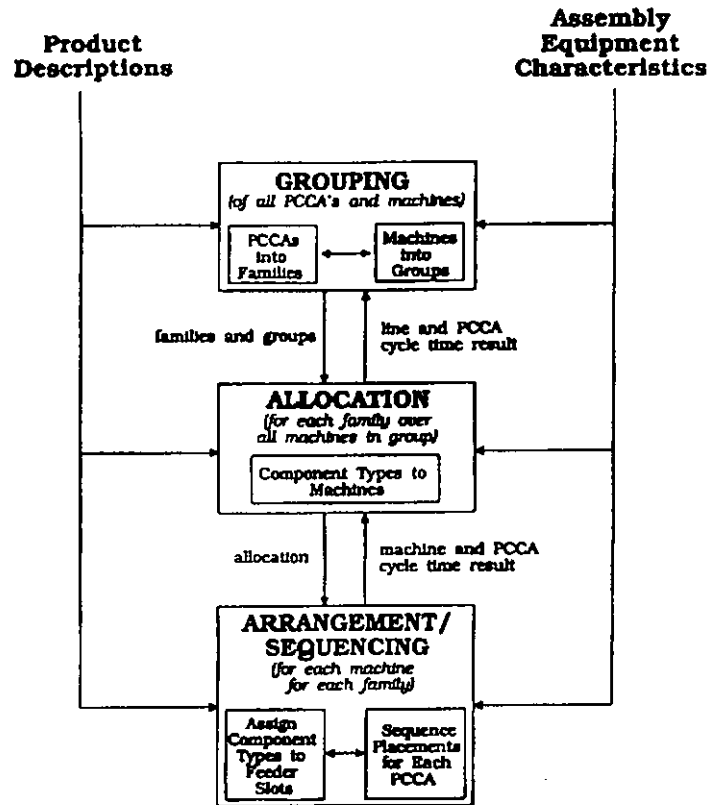 Product
Descriptions
Assembly
Equipment
Characteristics
GROUPING
(of all PCCA's and machines)
PCCAs
into
Families
Machines
into
Groups
families and groups
line and PCCA
cycle time result
ALLOCATION
(for each family over
all machines in group)
Component Types to
Machines
allocation
machine and PCCA
cycle time result
ARRANGEMENT/
SEQUENCING
(for each machine
for each family)
Assign
Component
Types to
Feeder
Slots
Sequence
Placements
for Each
PCCA